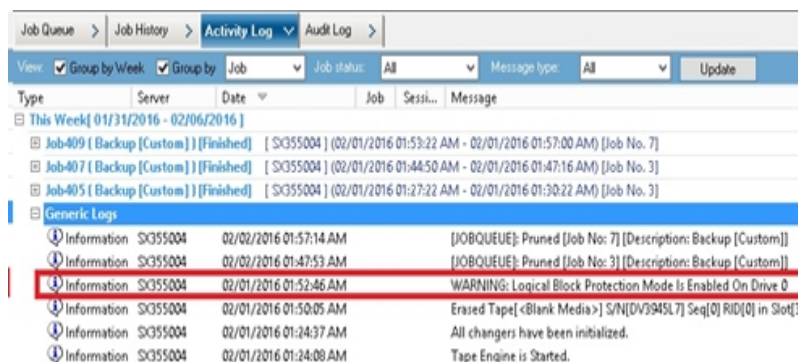 Job Queue > Job History > Activity Log Audit Log >
View: Group by Week Group by Job Job status: All Message type: All Update
Type Server Date Job Sessi... Message
This Week[ 01/31/2016 - 02/06/2016 ]
Job409 ( Backup [Custom] ) [Finished] [ SX355004 ] (02/01/2016 01:53:22 AM - 02/01/2016 01:57:00 AM) [Job No. 7]
Job407 ( Backup [Custom] ) [Finished] [ SX355004 ] (02/01/2016 01:44:50 AM - 02/01/2016 01:47:16 AM) [Job No. 3]
Job405 ( Backup [Custom] ) [Finished] [ SX355004 ] (02/01/2016 01:27:22 AM - 02/01/2016 01:30:22 AM) [Job No. 3]
Generic Logs
Information SX355004 02/02/2016 01:57:14 AM [JOBQUEUE]: Pruned [Job No: 7] [Description: Backup [Custom]]
Information SX355004 02/02/2016 01:47:53 AM [JOBQUEUE]: Pruned [Job No: 3] [Description: Backup [Custom]]
Information SX355004 02/01/2016 01:52:46 AM WARNING: Logical Block Protection Mode Is Enabled On Drive 0
Information SX355004 02/01/2016 01:50:05 AM Erased Tape[ <Blank Media>] S/N[DV3945L7] Seq[0] RID[0] in Slot[
Information SX355004 02/01/2016 01:24:37 AM All changers have been initialized.
Information SX355004 02/01/2016 01:24:08 AM Tape Engine is Started.